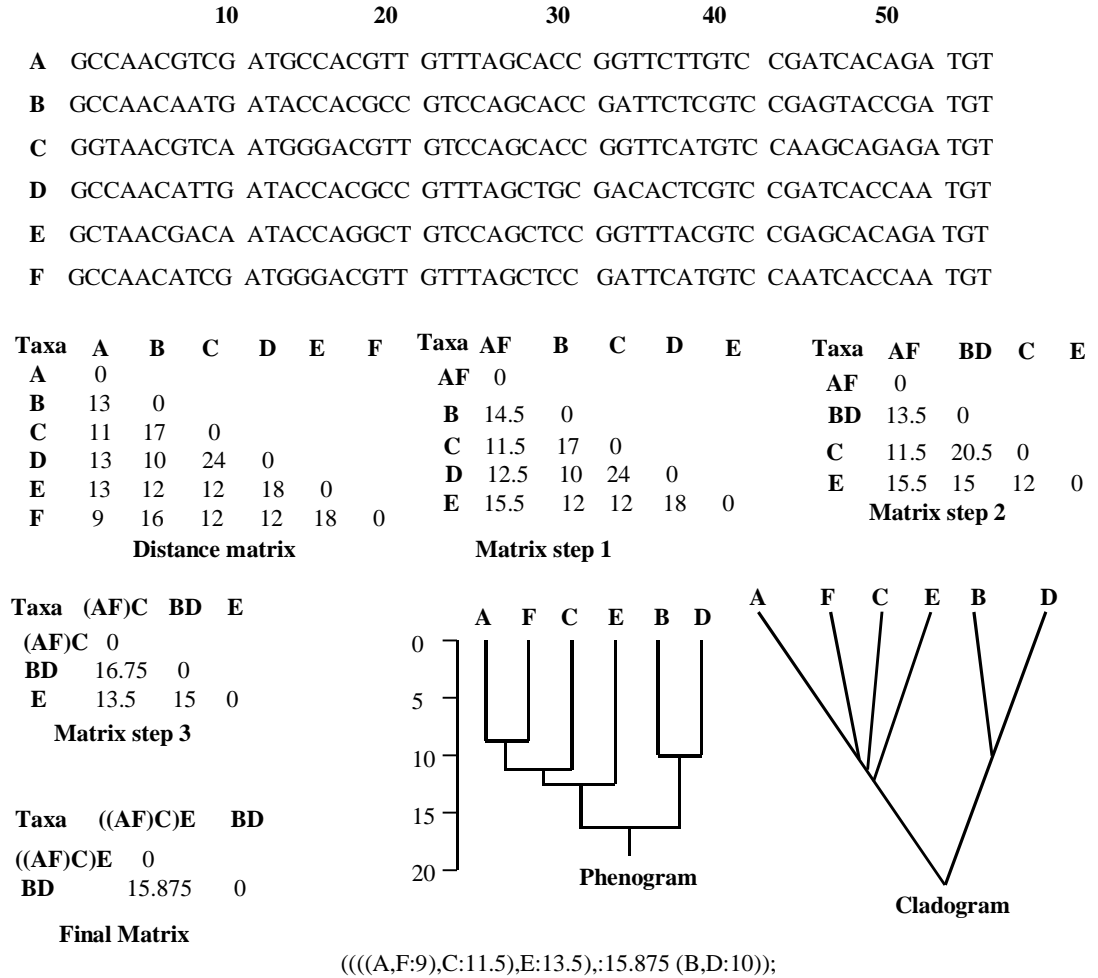 10 20 30 40 50
A GCCAACGTCG ATGCCACGTT GTTTAGCACC GGTTCTTGTC CGATCACAGA TGT
B GCCAACAATG ATACCACGCC GTCCAGCACC GATTCTCGTC CGAGTACCGA TGT
C GGTAACGTCA ATGGGACGTT GTCCAGCACC GGTTCATGTC CAAGCAGAGA TGT
D GCCAACATTG ATACCACGCC GTTTAGCTGC GACACTCGTC CGATCACCAA TGT
E GCTAACGACA ATACCAGGCT GTCCAGCTCC GGTTTACGTC CGAGCACAGA TGT
F GCCAACATCG ATGGGACGTT GTTTAGCTCC GATTCATGTC CAATCACCAA TGT
Taxa A B C D E F
A 0
B 13 0
C 11 17 0
D 13 10 24 0
E 13 12 12 18 0
F 9 16 12 12 18 0
Distance matrix
Taxa AF B C D E
AF 0
B 14.5 0
C 11.5 17 0
D 12.5 10 24 0
E 15.5 12 12 18 0
Matrix step 1
Taxa AF BD C E
AF 0
BD 13.5 0
C 11.5 20.5 0
E 15.5 15 12 0
Matrix step 2
Taxa (AF)C BD E
(AF)C 0
BD 16.75 0
E 13.5 15 0
Matrix step 3
A F C E B D
0
5
10
15
20
Phenogram
A F C E B D
Cladogram
Taxa ((AF)C)E BD
((AF)C)E 0
BD 15.875 0
Final Matrix
((((A,F:9),C:11.5),E:13.5),:15.875 (B,D:10));